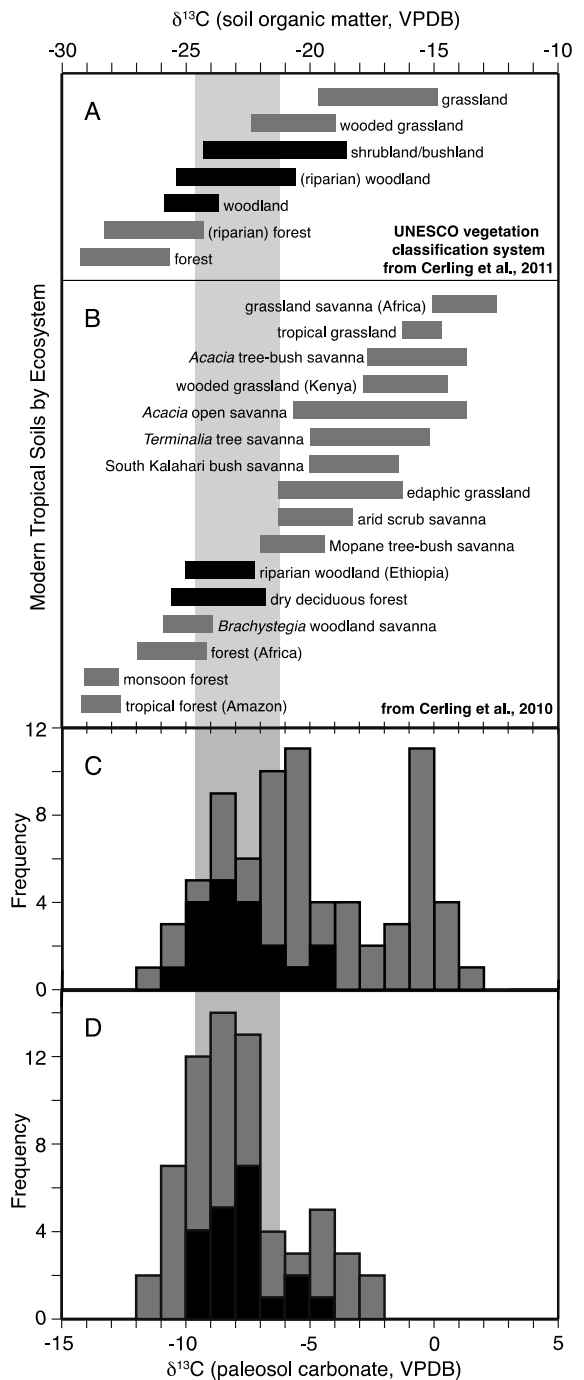 δ¹³C (soil organic matter, VPDB)
-30 -25 -20 -15 -10
A
grassland
wooded grassland
shrubland/bushland
(riparian) woodland
woodland
(riparian) forest
forest
UNESCO vegetation
classification system
from Cerling et al., 2011
Modern Tropical Soils by Ecosystem
B
grassland savanna (Africa)
tropical grassland
Acacia tree-bush savanna
wooded grassland (Kenya)
Acacia open savanna
Terminalia tree savanna
South Kalahari bush savanna
edaphic grassland
arid scrub savanna
Mopane tree-bush savanna
riparian woodland (Ethiopia)
dry deciduous forest
Brachystegia woodland savanna
forest (Africa)
monsoon forest
tropical forest (Amazon)
from Cerling et al., 2010
C
Frequency
12
8
4
0
D
Frequency
12
8
4
0
-15 -10 -5 0 5
δ¹³C (paleosol carbonate, VPDB)